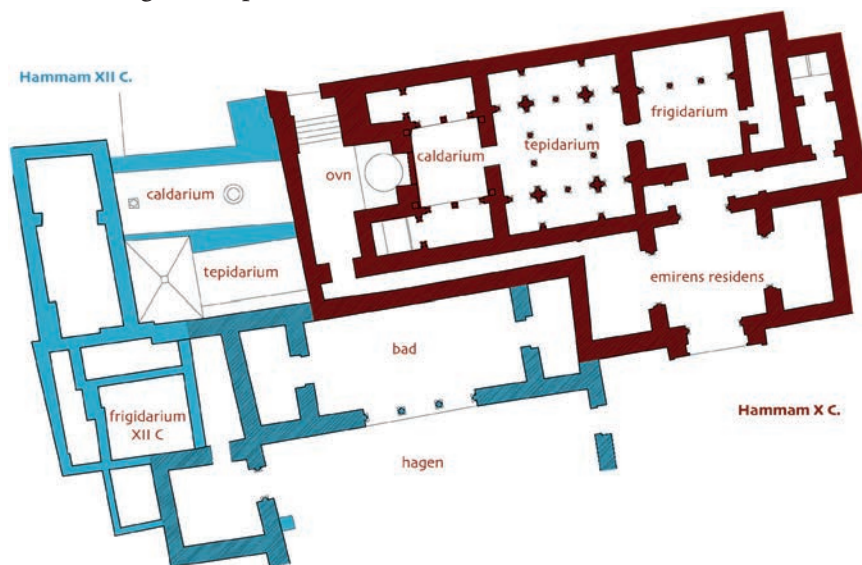 Hammam XII C.
frigidarium
caldarium
tepidarium
ovn
caldarium
tepidarium
emirens residens
bad
frigidarium
XII C
Hammam X C.
hagen